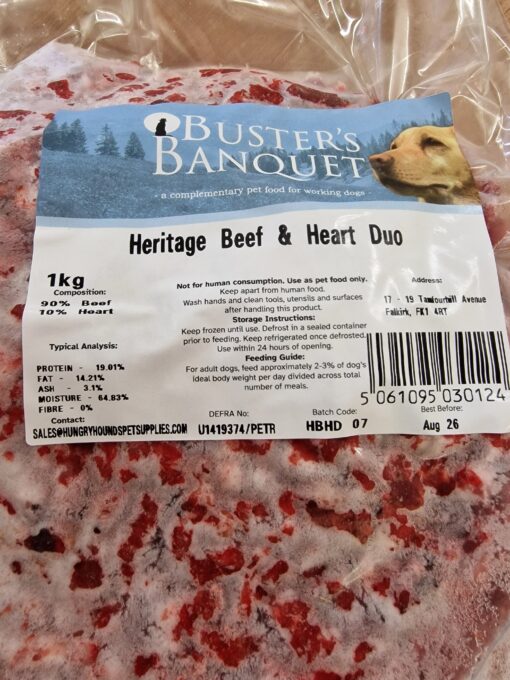 BUSTER'S
BANQUET
- a complementary pet food for working dogs -
Heritage Beef & Heart Duo
1kg
Composition:
90% Beef
10% Heart
Typical Analysis:
PROTEIN - 19.01%
FAT - 14.21%
ASH - 3.1%
MOISTURE - 64.83%
FIBRE - 0%
Contact:
SALES@HUNGRYHOUNDSPETSUPPLIES.COM
Not for human consumption. Use as pet food only.
Keep apart from human food.
Wash hands and clean tools, utensils and surfaces
after handling this product.
Storage Instructions:
Keep frozen until use. Defrost in a sealed container
prior to feeding. Keep refrigerated once defrosted.
Use within 24 hours of opening.
Feeding Guide:
For adult dogs, feed approximately 2-3% of dog's
ideal body weight per day divided across total
number of meals.
DEFRA No:
U1419374/PETR
Batch Code:
HBHD 07
Address:
17 - 19 Tamfourhill Avenue
Falkirk, FK1 4RT
5 061095 030124
Best Before:
Aug 26